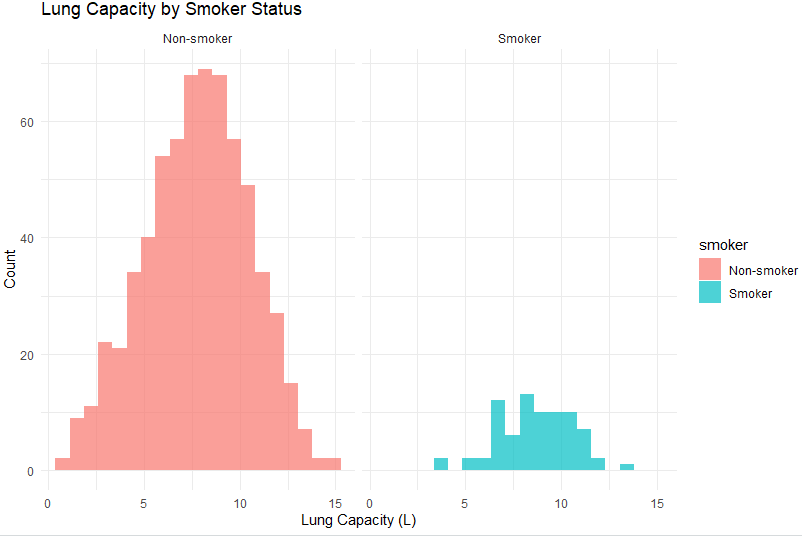 Lung Capacity by Smoker Status
Non-smoker
Smoker
60
40
20
0
Count
0 5 10 15
0 5 10 15
Lung Capacity (L)
smoker
Non-smoker
Smoker